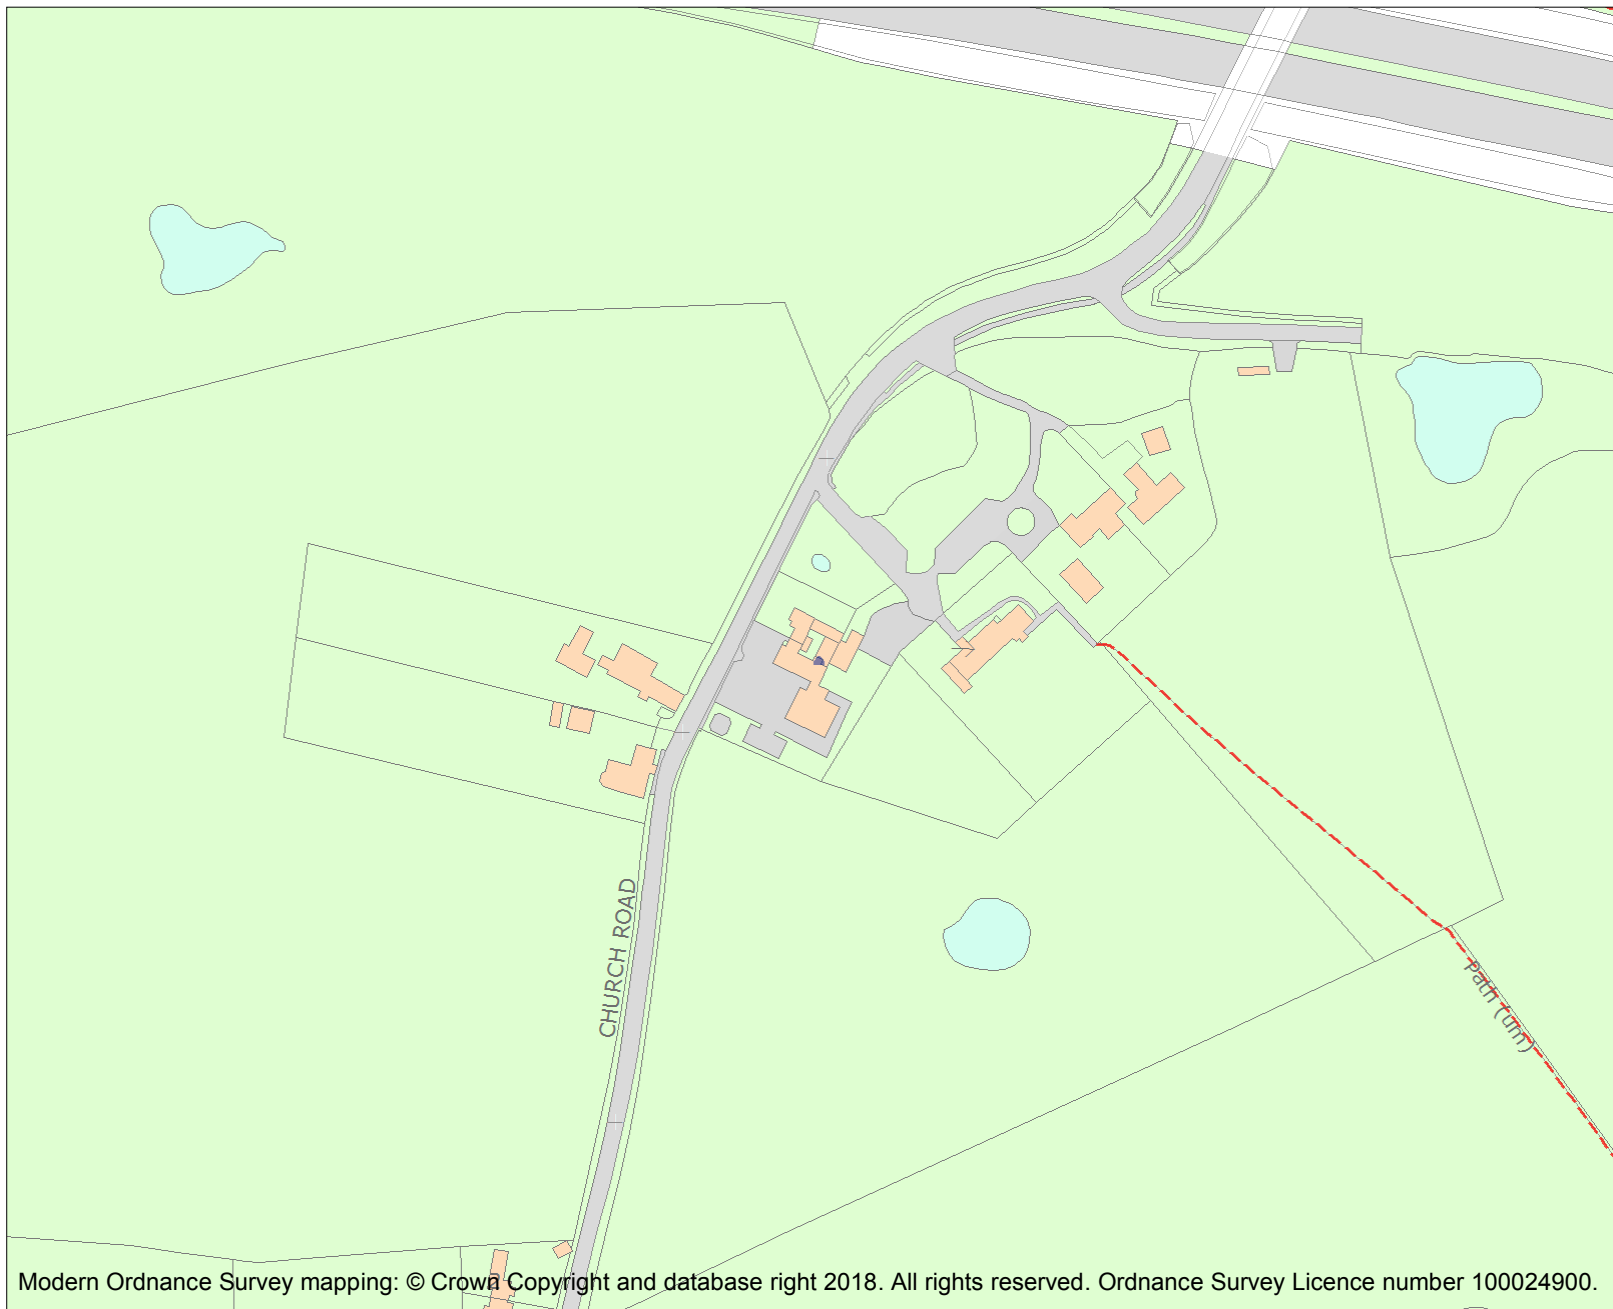 CHURCH ROAD
Path (um)
Modern Ordnance Survey mapping: © Crown Copyright and database right 2018. All rights reserved. Ordnance Survey Licence number 100024900.